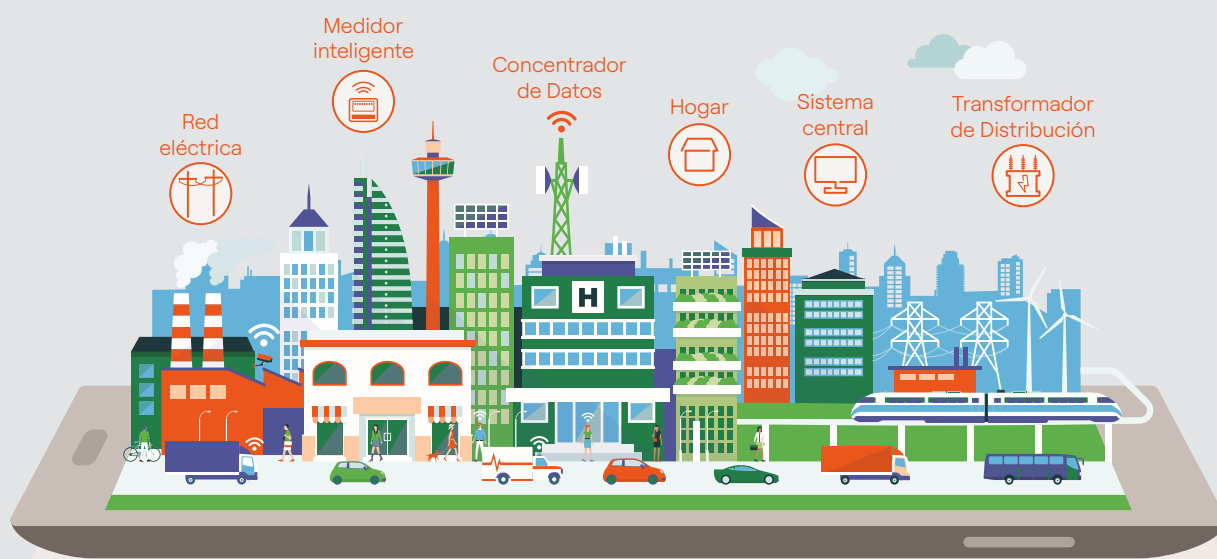 Medidor
inteligente
Concentrador
de Datos
Hogar
Sistema
central
Transformador
de Distribución
Red
eléctrica
H